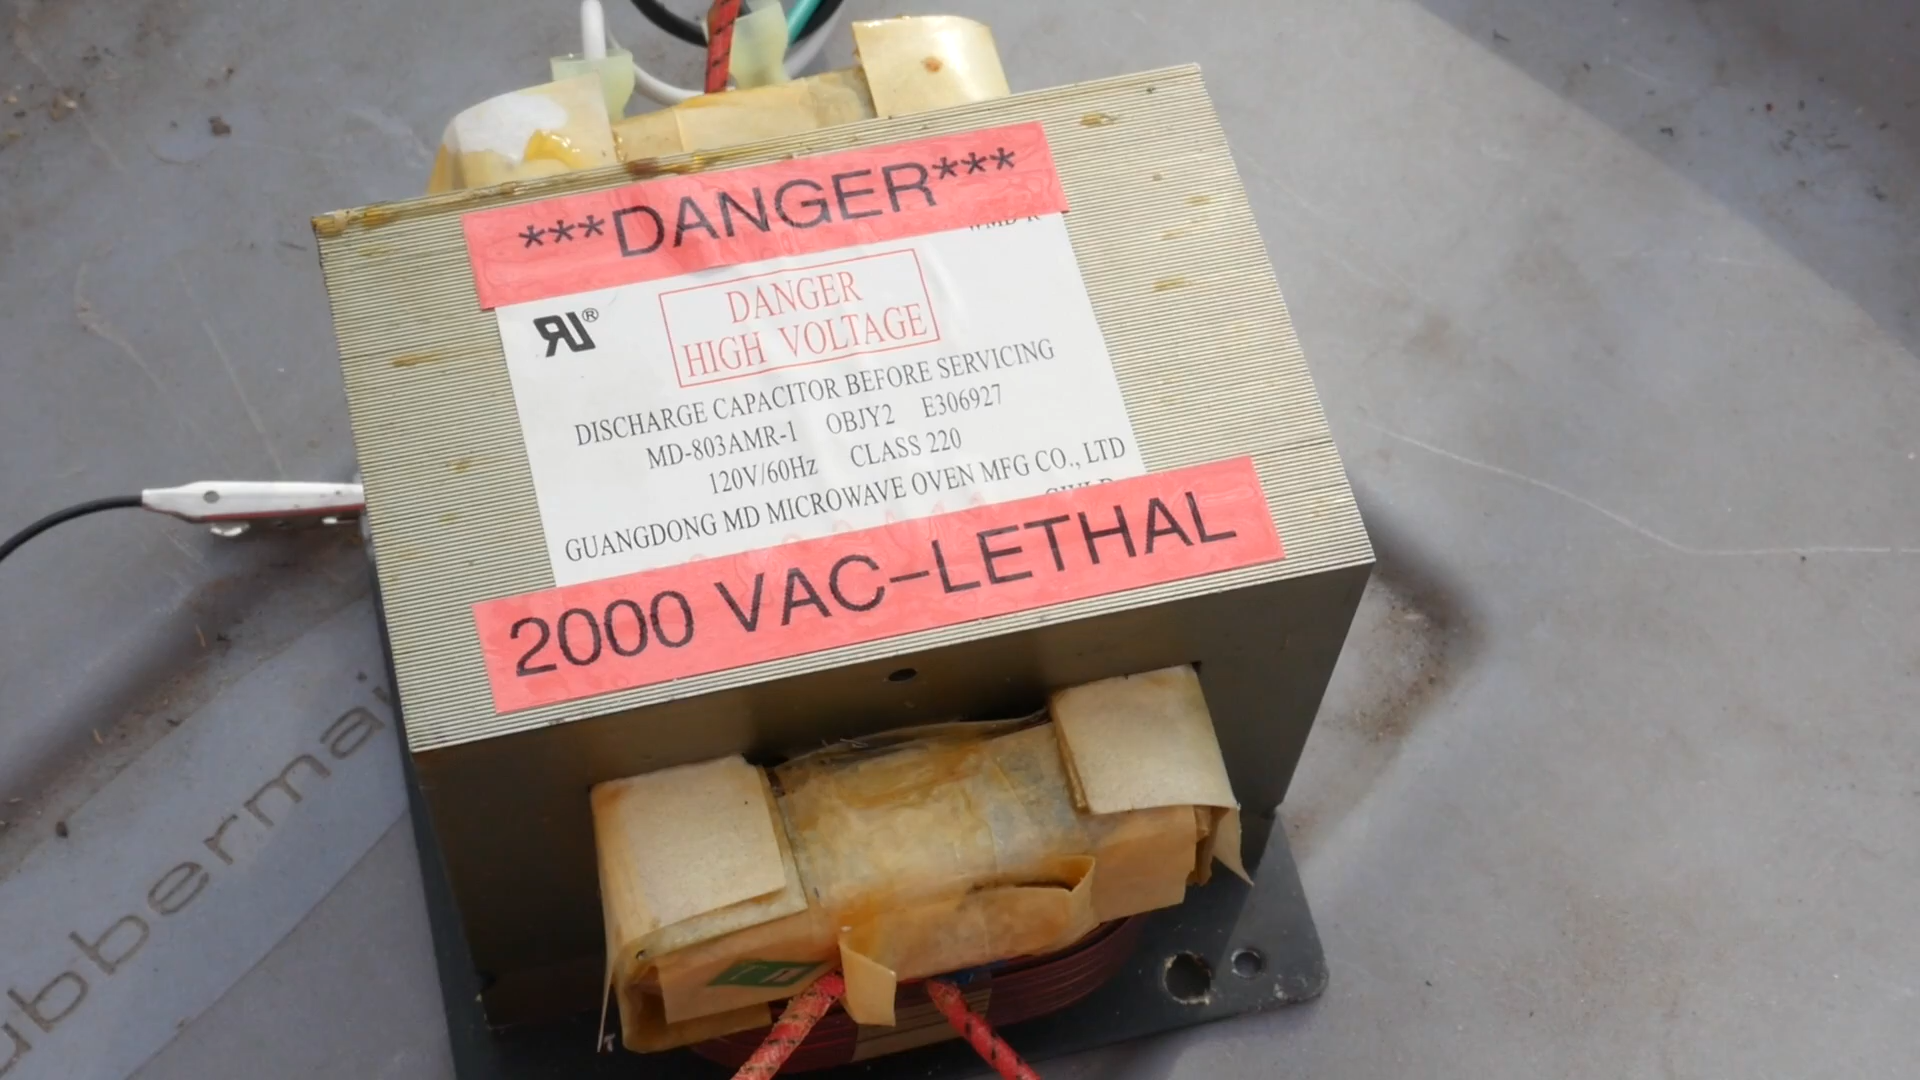 ***DANGER***
DANGER
HIGH VOLTAGE
DISCHARGE CAPACITOR BEFORE SERVICING
MD-803AMR-1 OBJY2 E306927
120V/60Hz CLASS 220
GUANGDONG MD MICROWAVE OVEN MFG CO., LTD
2000 VAC-LETHAL
ubbermai